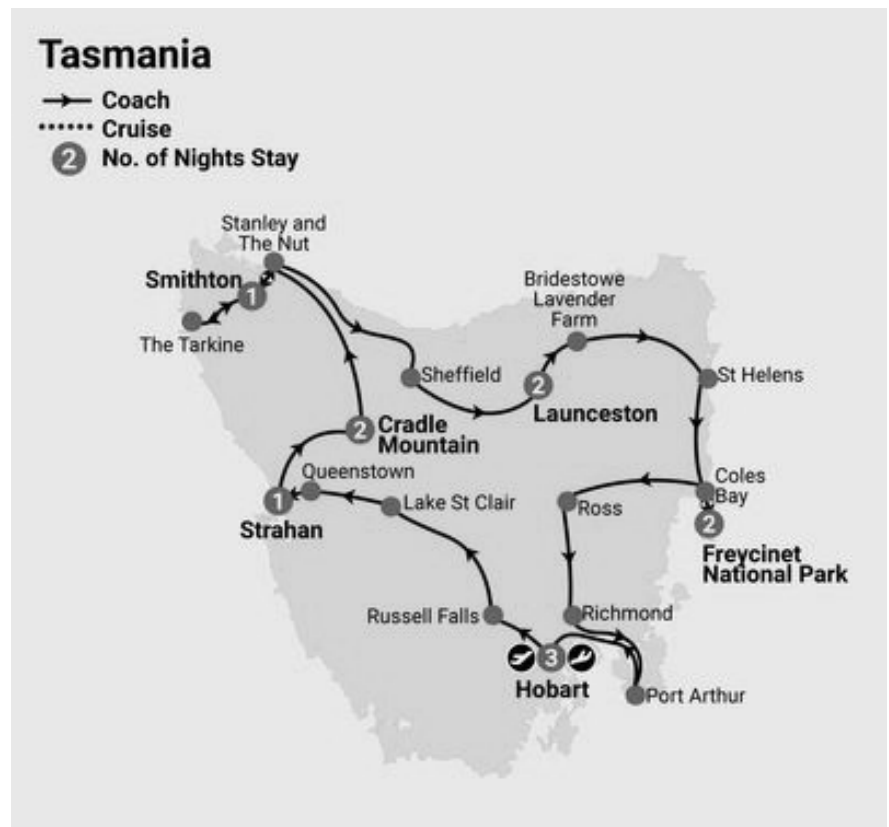 Tasmania
Coach
Cruise
2 No. of Nights Stay
Stanley and
The Nut
Smithton
1
The Tarkine
Bridestowe
Lavender
Farm
Sheffield
2
Launceston
St Helens
2
Cradle
Mountain
Queenstown
1
Strahan
Lake St Clair
Ross
Coles
Bay
2
Freycinet
National Park
Russell Falls
Richmond
3
Hobart
Port Arthur